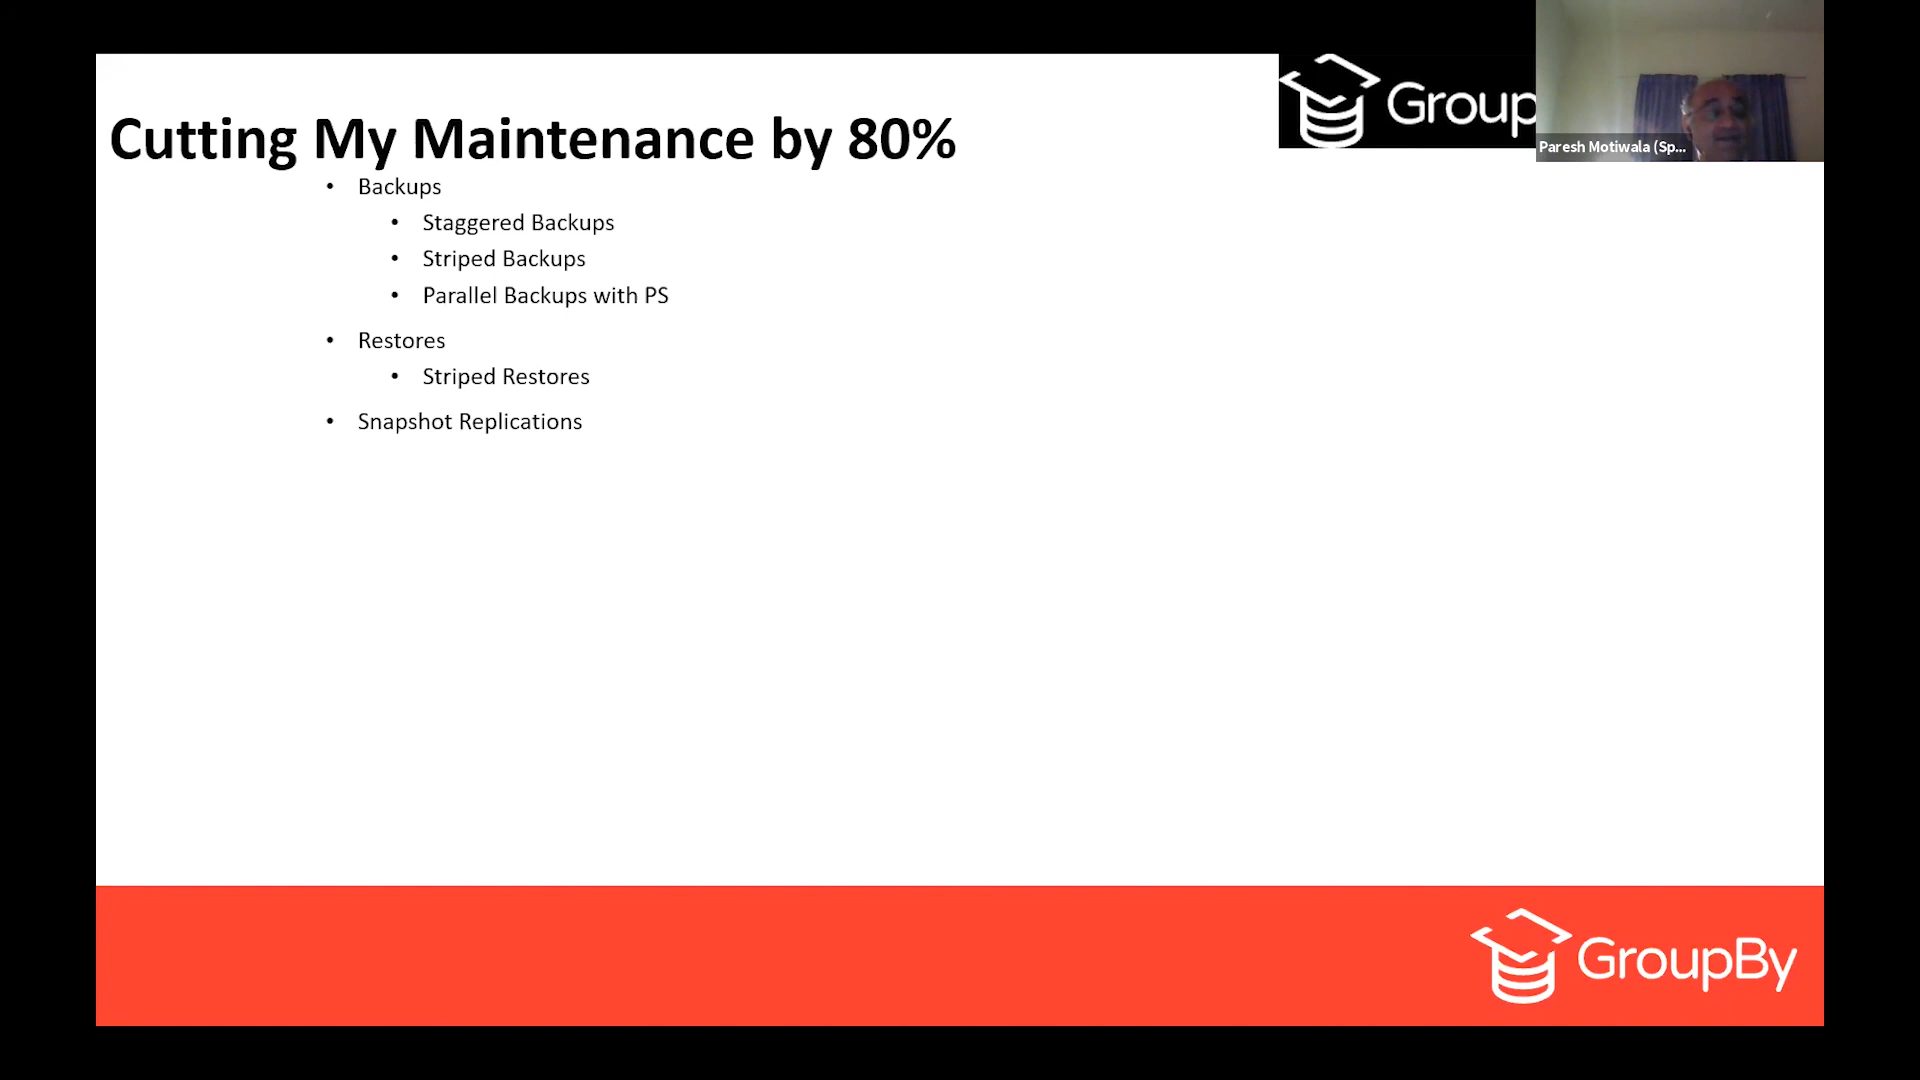 Cutting My Maintenance by 80%
Group
Paresh Motiwala (Sp...
• Backups
• Staggered Backups
• Striped Backups
• Parallel Backups with PS
• Restores
• Striped Restores
• Snapshot Replications
GroupBy